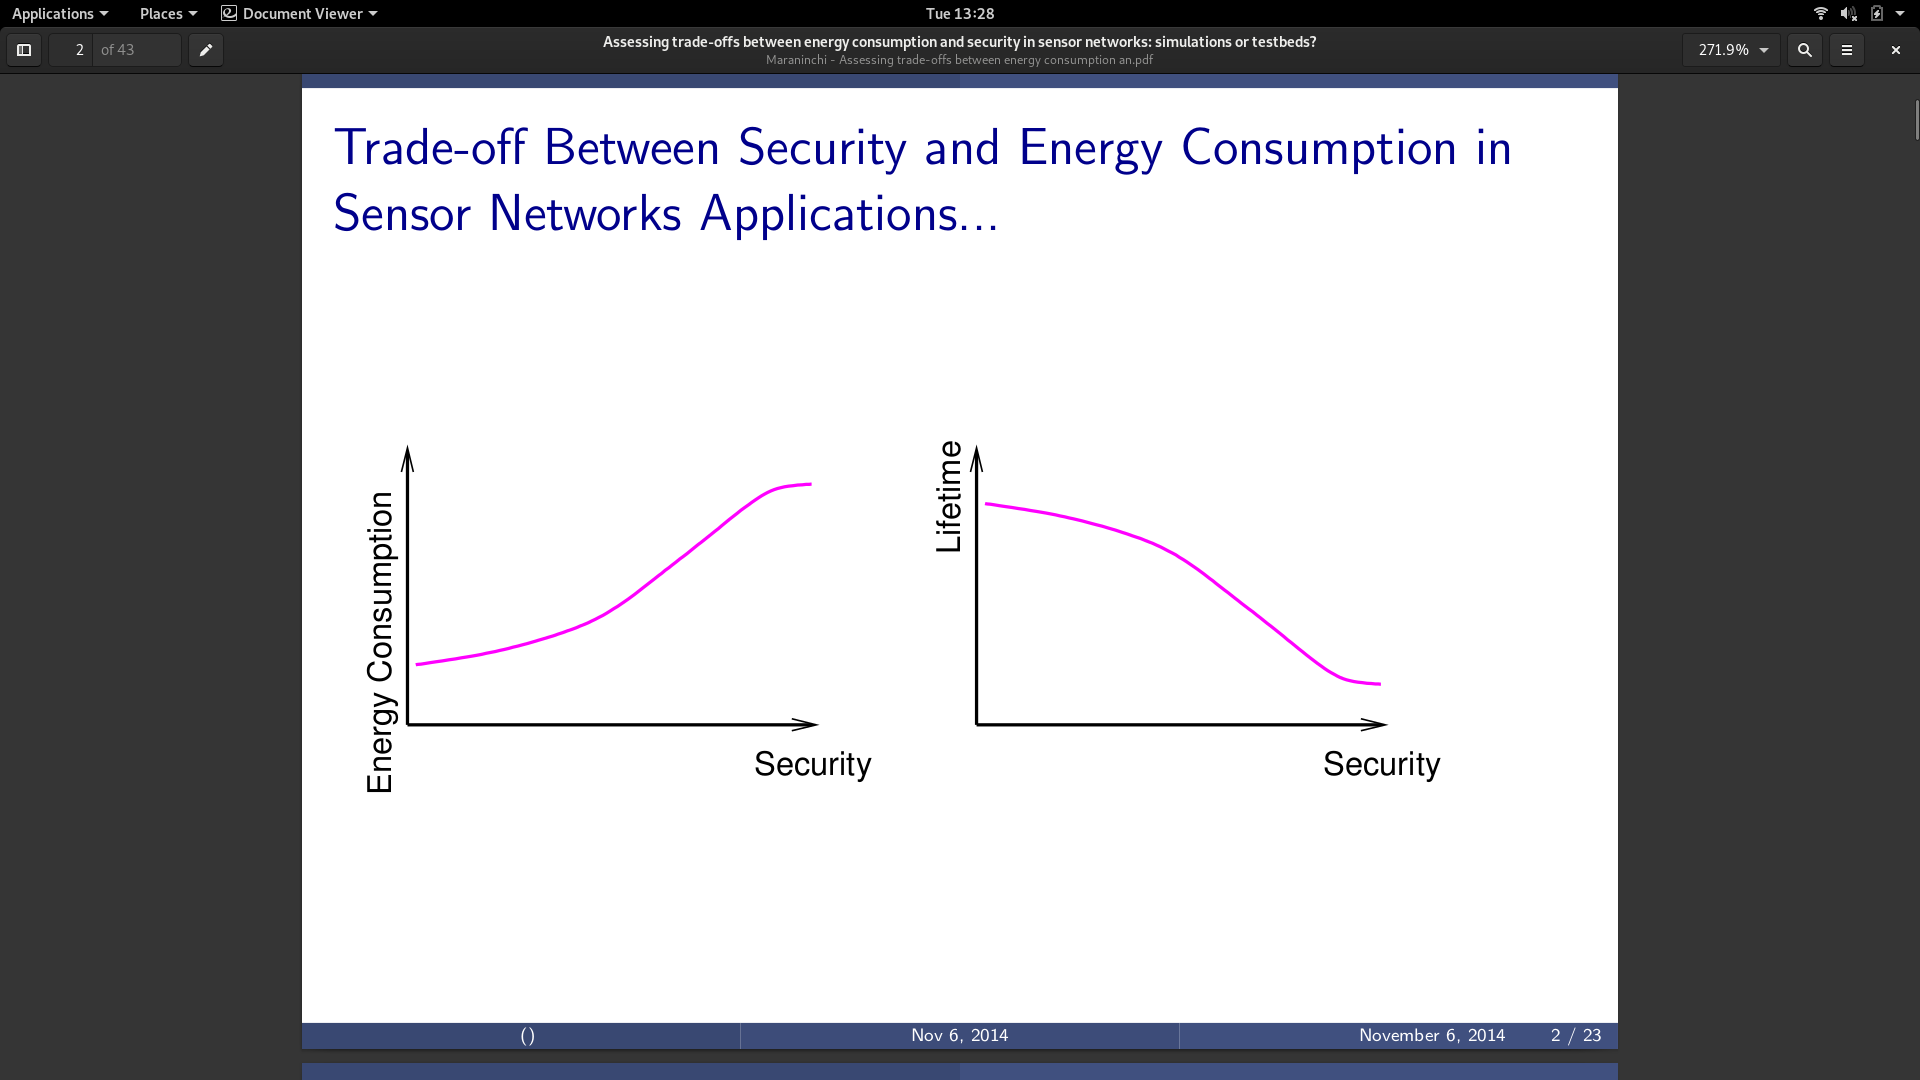 Applications Places Document Viewer Tue 13:28
2 of 43 Assessing trade-offs between energy consumption and security in sensor networks: simulations or testbeds? 271.9%
Maraninchi - Assessing trade-offs between energy consumption an.pdf
Trade-off Between Security and Energy Consumption in
Sensor Networks Applications...
Energy Consumption
Security
Lifetime
Security
() Nov 6, 2014 November 6, 2014 2 / 23